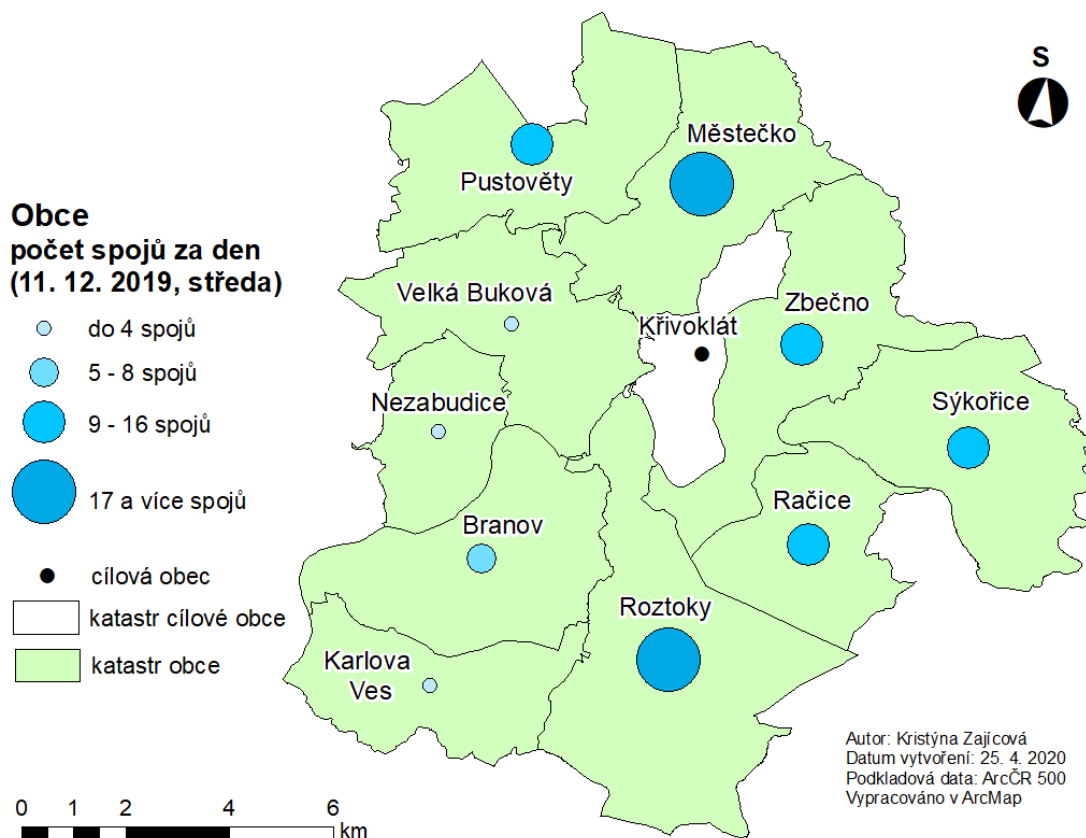 S
Městečko
Pustověty
Obce
počet spojů za den
(11. 12. 2019, středa)
do 4 spojů
5 - 8 spojů
9 - 16 spojů
17 a více spojů
cílová obec
katastr cílové obce
katastr obce
Velká Buková
Zbečno
Křivoklát
Nezabudice
Sýkořice
Račice
Branov
Roztoky
Karlova
Ves
Autor: Kristýna Zajícová
Datum vytvoření: 25. 4. 2020
Podkladová data: ArcČR 500
Vypracováno v ArcMap
0 1 2 4 6
km